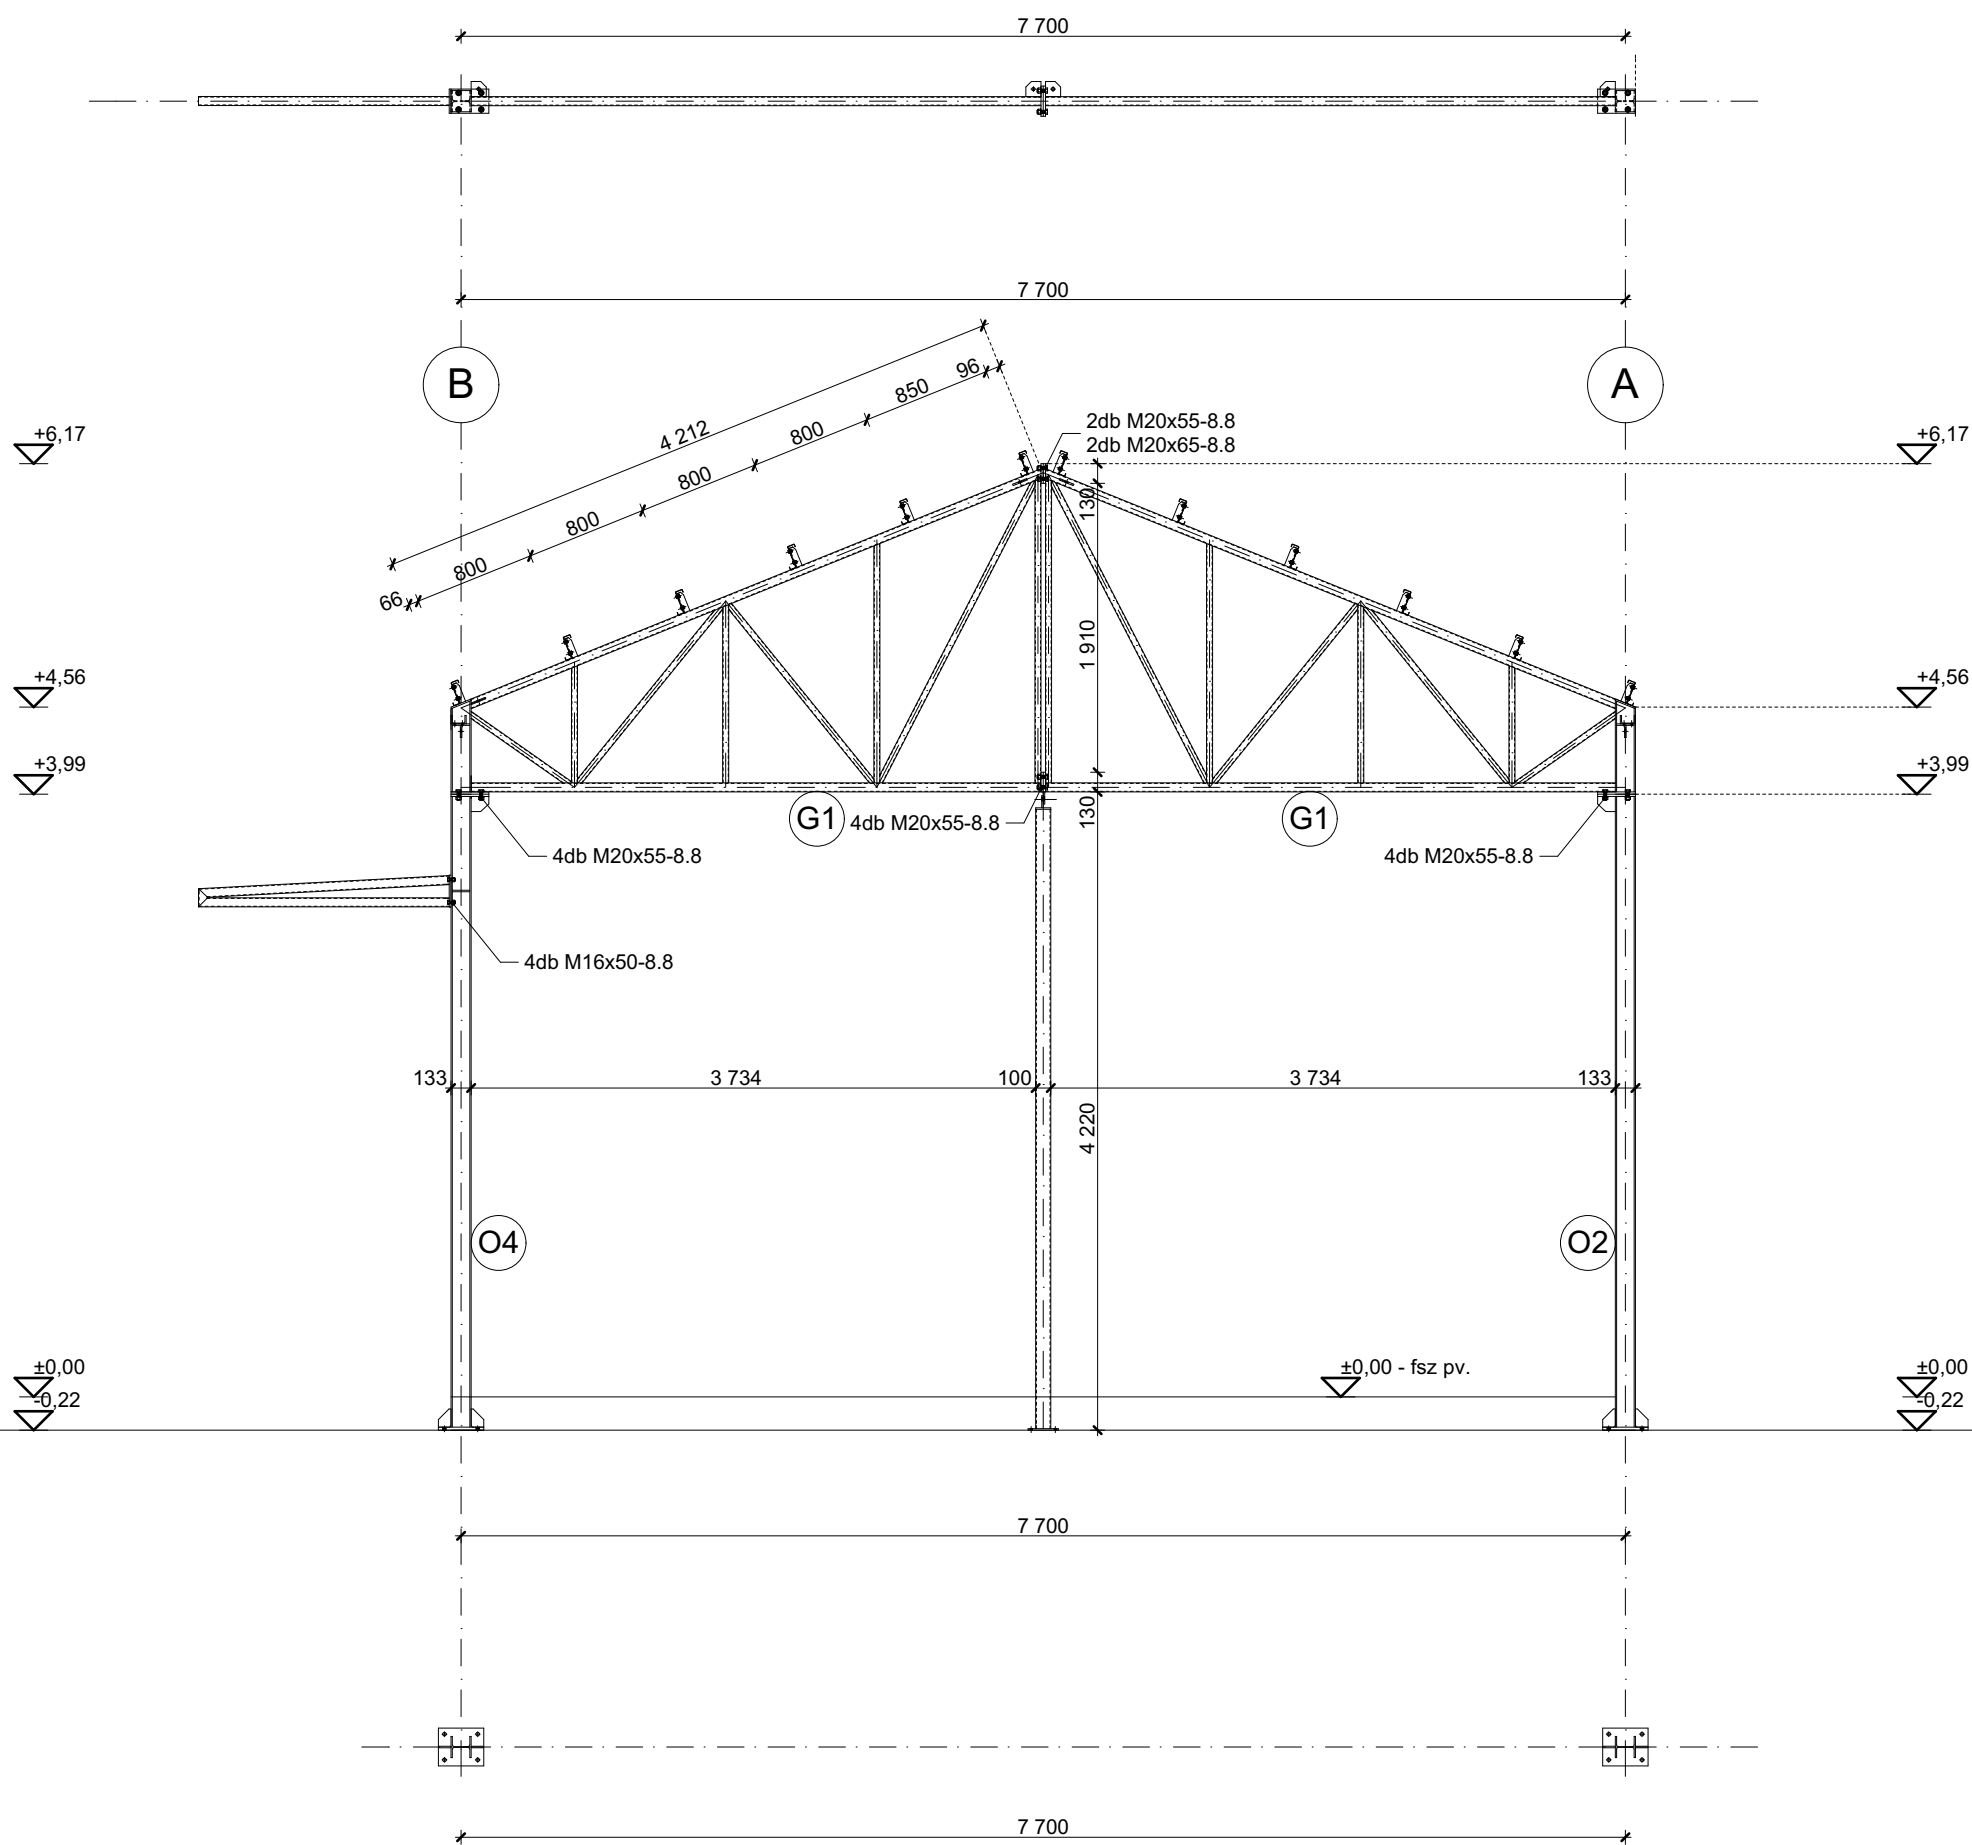 7 700
7 700
B
A
4 212
96
850
800
800
800
800
66
2db M20x55-8.8
2db M20x65-8.8
+6,17
+6,17
130
1 910
+4,56
+4,56
+3,99
+3,99
G1
4db M20x55-8.8
130
G1
4db M20x55-8.8
4db M20x55-8.8
4db M16x50-8.8
133
3 734
100
3 734
133
4 220
O4
O2
±0,00
±0,00 - fsz pv.
±0,00
-0,22
-0,22
7 700
7 700